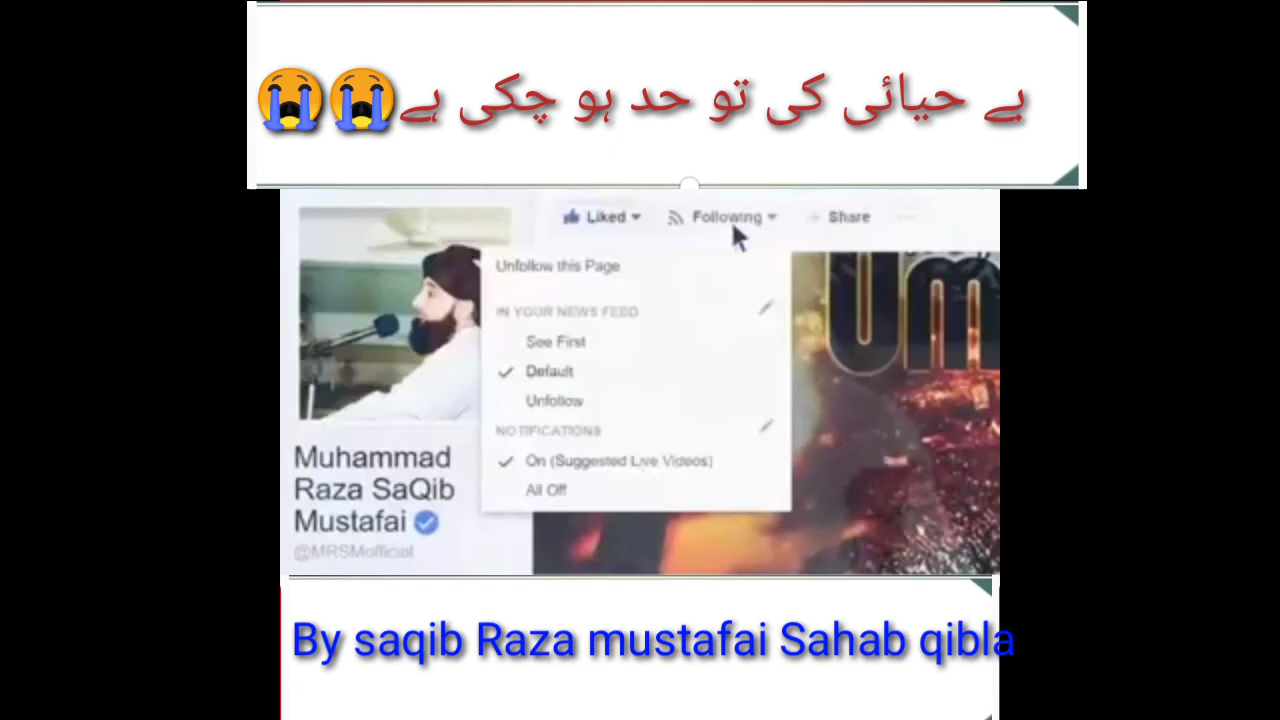 بے حیائی کی تو حد ہو چکی ہے😭😭
Liked Following Share
Unfollow this Page
IN YOUR NEWS FEED
See First
Default
Unfollow
NOTIFICATIONS
On (Suggested Live Videos)
All Off
Um
Muhammad
Raza SaQib
Mustafai
@MRSMofficial
By saqib Raza mustafai Sahab qibla